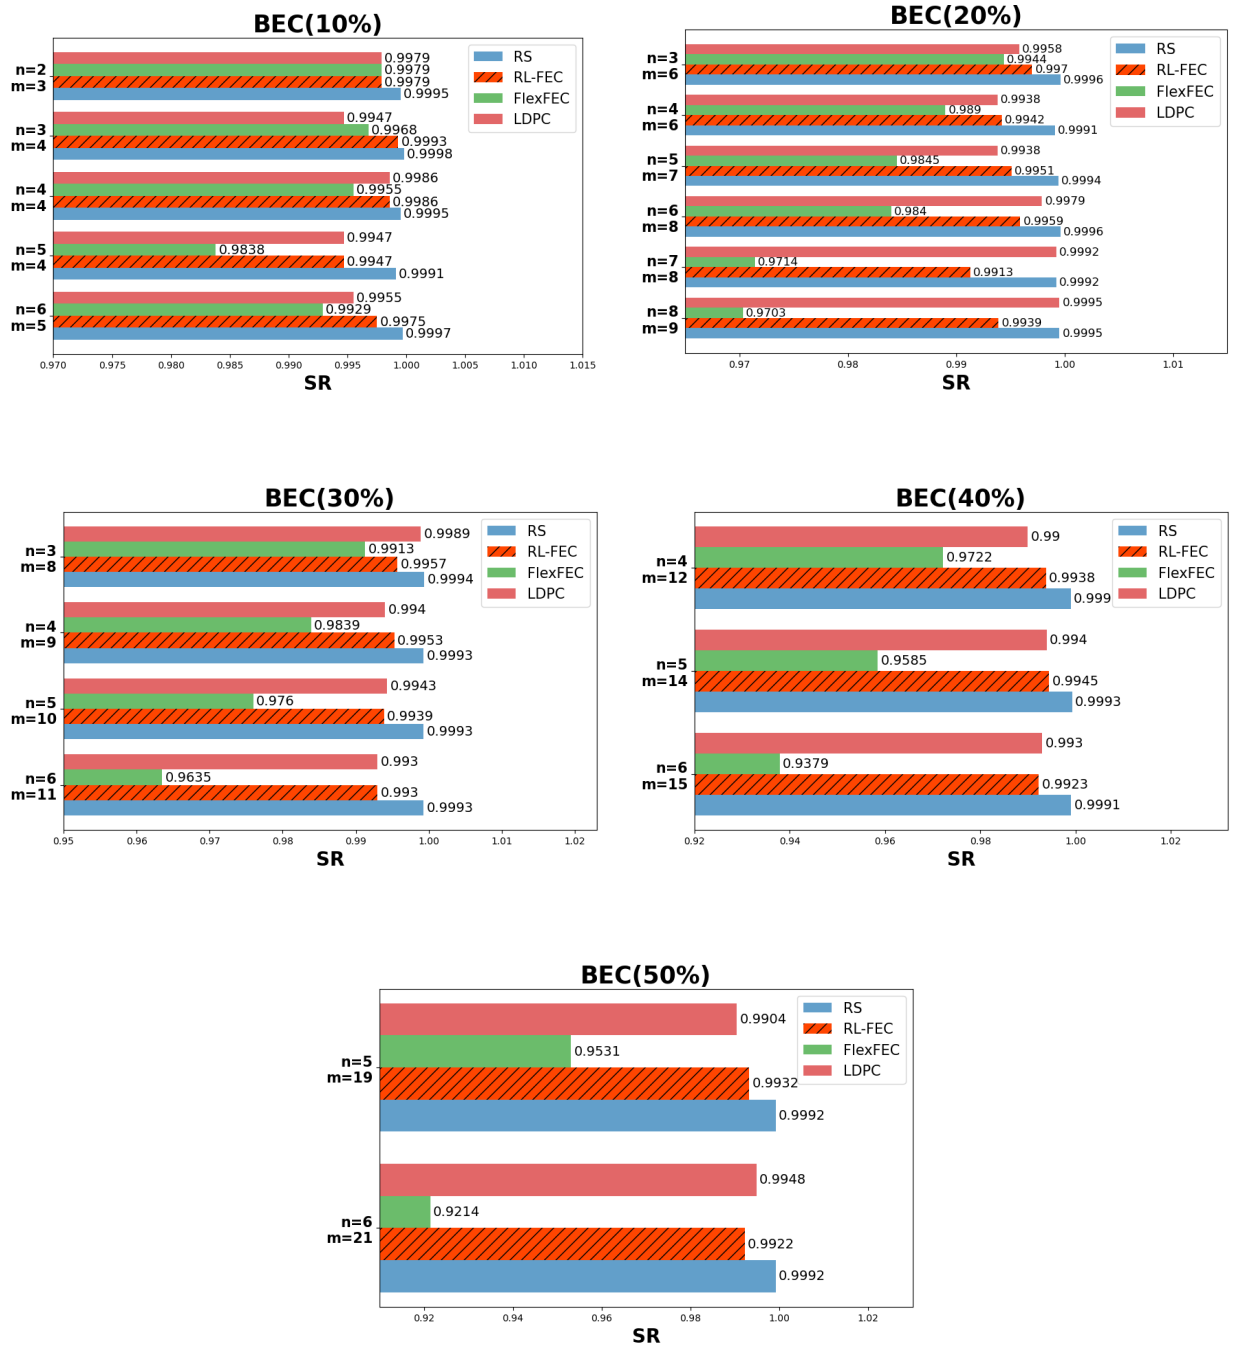 BEC(10%)
RS
RL-FEC
FlexFEC
LDPC
n=2
m=3
0.9979
0.9979
0.9979
0.9995
n=3
m=4
0.9947
0.9968
0.9993
0.9998
n=4
m=4
0.9986
0.9955
0.9986
0.9995
n=5
m=4
0.9947
0.9838
0.9947
0.9991
n=6
m=5
0.9955
0.9929
0.9975
0.9997
0.970 0.975 0.980 0.985 0.990 0.995 1.000 1.005 1.010 1.015
SR
BEC(20%)
RS
RL-FEC
FlexFEC
LDPC
n=3
m=6
0.9958
0.9944
0.997
0.9996
n=4
m=6
0.9938
0.989
0.9942
0.9991
n=5
m=7
0.9938
0.9845
0.9951
0.9994
n=6
m=8
0.9979
0.984
0.9959
0.9996
n=7
m=8
0.9992
0.9714
0.9913
0.9992
n=8
m=9
0.9995
0.9703
0.9939
0.9995
0.97 0.98 0.99 1.00 1.01
SR
BEC(30%)
RS
RL-FEC
FlexFEC
LDPC
n=3
m=8
0.9989
0.9913
0.9957
0.9994
n=4
m=9
0.994
0.9839
0.9953
0.9993
n=5
m=10
0.9943
0.976
0.9939
0.9993
n=6
m=11
0.993
0.9635
0.993
0.9993
0.95 0.96 0.97 0.98 0.99 1.00 1.01 1.02
SR
BEC(40%)
RS
RL-FEC
FlexFEC
LDPC
n=4
m=12
0.99
0.9722
0.9938
0.999
n=5
m=14
0.994
0.9585
0.9945
0.9993
n=6
m=15
0.993
0.9379
0.9923
0.9991
0.92 0.94 0.96 0.98 1.00 1.02
SR
BEC(50%)
RS
RL-FEC
FlexFEC
LDPC
n=5
m=19
0.9904
0.9531
0.9932
0.9992
n=6
m=21
0.9948
0.9214
0.9922
0.9992
0.92 0.94 0.96 0.98 1.00 1.02
SR